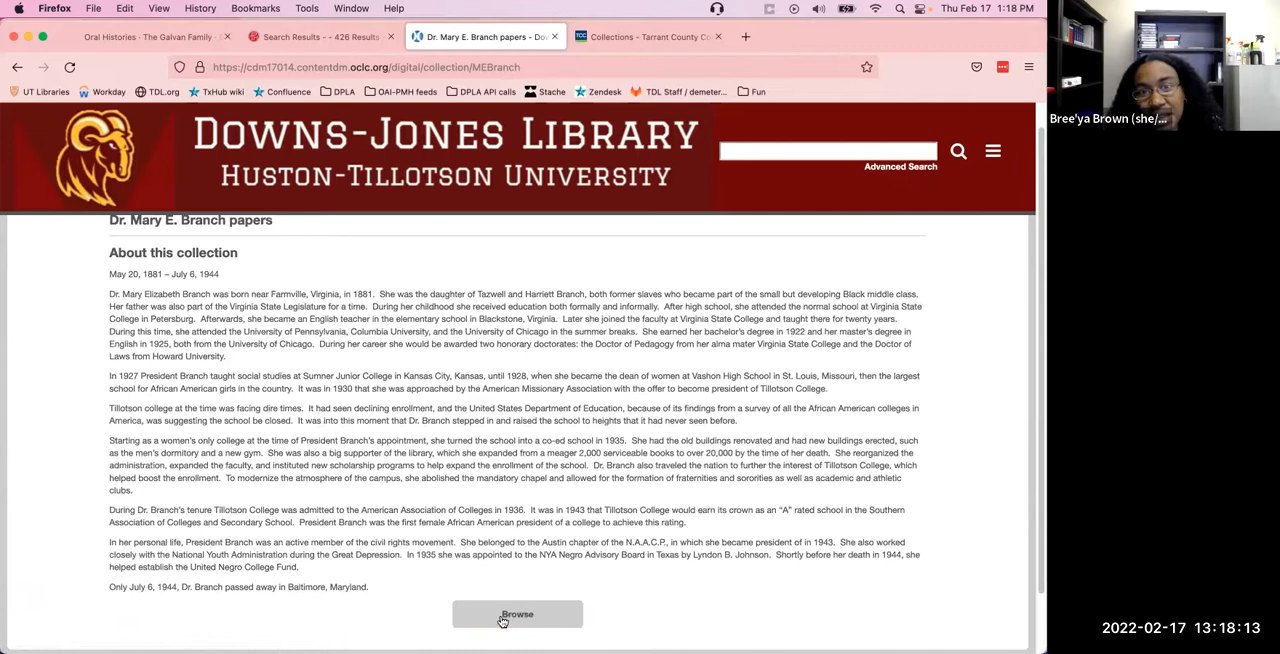 Firefox File Edit View History Bookmarks Tools Window Help Thu Feb 17 1:18 PM
Oral Histories · The Galvan Family · Search Results - - 426 Results Dr. Mary E. Branch papers - Dow Collections - Tarrant County Co
https://cdm17014.contentdm.oclc.org/digital/collection/MEBranch
UT Libraries Workday TDL.org TxHub wiki Confluence DPLA OAI-PMH feeds DPLA API calls Stache Zendesk TDL Staff / demeter... Fun
Bree'ya Brown (she/...
DOWNS-JONES LIBRARY
HUSTON-TILLOTSON UNIVERSITY
Advanced Search
Dr. Mary E. Branch papers
About this collection
May 20, 1881 – July 6, 1944
Dr. Mary Elizabeth Branch was born near Farmville, Virginia, in 1881. She was the daughter of Tazwell and Harriett Branch, both former slaves who became part of the small but developing Black middle class.
Her father was also part of the Virginia State Legislature for a time. During her childhood she received education both formally and informally. After high school, she attended the normal school at Virginia State
College in Petersburg. Afterwards, she became an English teacher in the elementary school in Blackstone, Virginia. Later she joined the faculty at Virginia State College and taught there for twenty years.
During this time, she attended the University of Pennsylvania, Columbia University, and the University of Chicago in the summer breaks. She earned her bachelor's degree in 1922 and her master's degree in
English in 1925, both from the University of Chicago. During her career she would be awarded two honorary doctorates: the Doctor of Pedagogy from her alma mater Virginia State College and the Doctor of
Laws from Howard University.
In 1927 President Branch taught social studies at Sumner Junior College in Kansas City, Kansas, until 1928, when she became the dean of women at Vashon High School in St. Louis, Missouri, then the largest
school for African American girls in the country. It was in 1930 that she was approached by the American Missionary Association with the offer to become president of Tillotson College.
Tillotson college at the time was facing dire times. It had seen declining enrollment, and the United States Department of Education, because of its findings from a survey of all the African American colleges in
America, was suggesting the school be closed. It was into this moment that Dr. Branch stepped in and raised the school to heights that it had never seen before.
Starting as a women's only college at the time of President Branch's appointment, she turned the school into a co-ed school in 1935. She had the old buildings renovated and had new buildings erected, such
as the men's dormitory and a new gym. She was also a big supporter of the library, which she expanded from a meager 2,000 serviceable books to over 20,000 by the time of her death. She reorganized the
administration, expanded the faculty, and instituted new scholarship programs to help expand the enrollment of the school. Dr. Branch also traveled the nation to further the interest of Tillotson College, which
helped boost the enrollment. To modernize the atmosphere of the campus, she abolished the mandatory chapel and allowed for the formation of fraternities and sororities as well as academic and athletic
clubs.
During Dr. Branch's tenure Tillotson College was admitted to the American Association of Colleges in 1936. It was in 1943 that Tillotson College would earn its crown as an "A" rated school in the Southern
Association of Colleges and Secondary School. President Branch was the first female African American president of a college to achieve this rating.
In her personal life, President Branch was an active member of the civil rights movement. She belonged to the Austin chapter of the N.A.A.C.P., in which she became president of in 1943. She also worked
closely with the National Youth Administration during the Great Depression. In 1935 she was appointed to the NYA Negro Advisory Board in Texas by Lyndon B. Johnson. Shortly before her death in 1944, she
helped establish the United Negro College Fund.
Only July 6, 1944, Dr. Branch passed away in Baltimore, Maryland.
Browse
2022-02-17 13:18:13